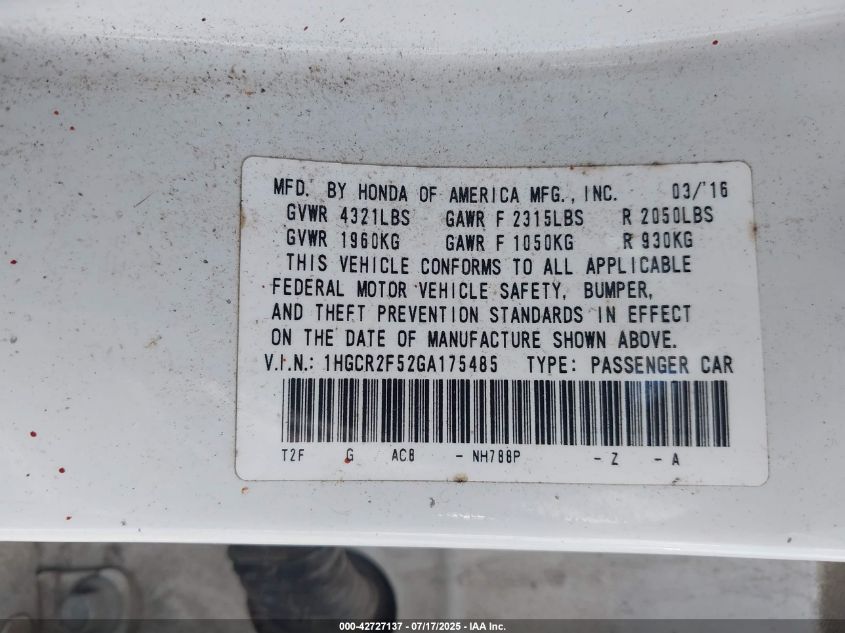 MFD. BY HONDA OF AMERICA MFG., INC. 03/'16
GVWR 4321LBS GAWR F 2315LBS R 2050LBS
GVWR 1960KG GAWR F 1050KG R 930KG
THIS VEHICLE CONFORMS TO ALL APPLICABLE
FEDERAL MOTOR VEHICLE SAFETY, BUMPER,
AND THEFT PREVENTION STANDARDS IN EFFECT
ON THE DATE OF MANUFACTURE SHOWN ABOVE.
V.I.N.: 1HGCR2F52GA175485 TYPE: PASSENGER CAR
T2F G AC8 - NH788P - Z - A
000-42727137 - 07/17/2025 - IAA Inc.